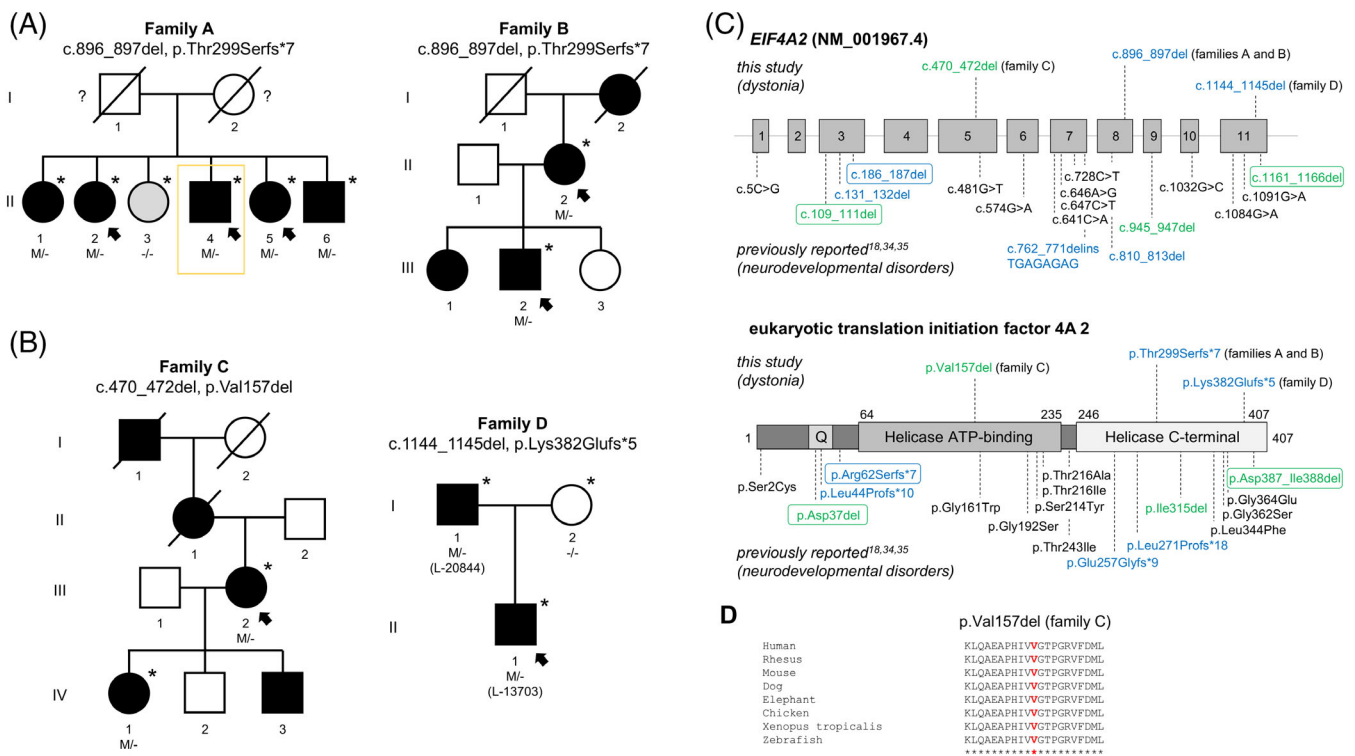 (A)
Family A
c.896_897del, p.Thr299Serfs*7
I
?
?
1
2
II
*
*
*
*
*
*
1
2
3
4
5
6
M/-
M/-
-/-
M/-
M/-
M/-
Family B
c.896_897del, p.Thr299Serfs*7
I
1
2
II
*
1
2
M/-
III
*
1
2
3
M/-
(B)
Family C
c.470_472del, p.Val157del
I
1
2
II
1
2
III
*
1
2
M/-
IV
*
1
2
3
M/-
Family D
c.1144_1145del, p.Lys382Glufs*5
I
*
*
1
2
M/-
-/-
(L-20844)
II
*
1
M/-
(L-13703)
(C)
EIF4A2 (NM_001967.4)
this study
(dystonia)
c.470_472del (family C)
c.896_897del (families A and B)
c.1144_1145del (family D)
1 2 3 4 5 6 7 8 9 10 11
c.5C>G
c.186_187del
c.131_132del
c.109_111del
c.481G>T
c.574G>A
c.728C>T
c.646A>G
c.647C>T
c.641C>A
c.762_771delins
TGAGAGAG
c.810_813del
c.945_947del
c.1032G>C
c.1161_1166del
c.1091G>A
c.1084G>A
previously reported18,34,35
(neurodevelopmental disorders)
eukaryotic translation initiation factor 4A 2
this study
(dystonia)
p.Val157del (family C)
p.Thr299Serfs*7 (families A and B)
p.Lys382Glufs*5 (family D)
64 235 246 407
1 Q Helicase ATP-binding Helicase C-terminal 407
p.Ser2Cys
p.Arg62Serfs*7
p.Leu44Profs*10
p.Asp37del
p.Gly161Trp
p.Gly192Ser
p.Thr216Ala
p.Thr216Ile
p.Ser214Tyr
p.Thr243Ile
p.Glu257Glyfs*9
p.Leu271Profs*18
p.Ile315del
p.Asp387_Ile388del
p.Gly364Glu
p.Gly362Ser
p.Leu344Phe
previously reported18,34,35
(neurodevelopmental disorders)
D
p.Val157del (family C)
Human KLQAEAPHIVVGTPGRVFDML
Rhesus KLQAEAPHIVVGTPGRVFDML
Mouse KLQAEAPHIVVGTPGRVFDML
Dog KLQAEAPHIVVGTPGRVFDML
Elephant KLQAEAPHIVVGTPGRVFDML
Chicken KLQAEAPHIVVGTPGRVFDML
Xenopus tropicalis KLQAEAPHIVVGTPGRVFDML
Zebrafish KLQAEAPHIVVGTPGRVFDML
*********************